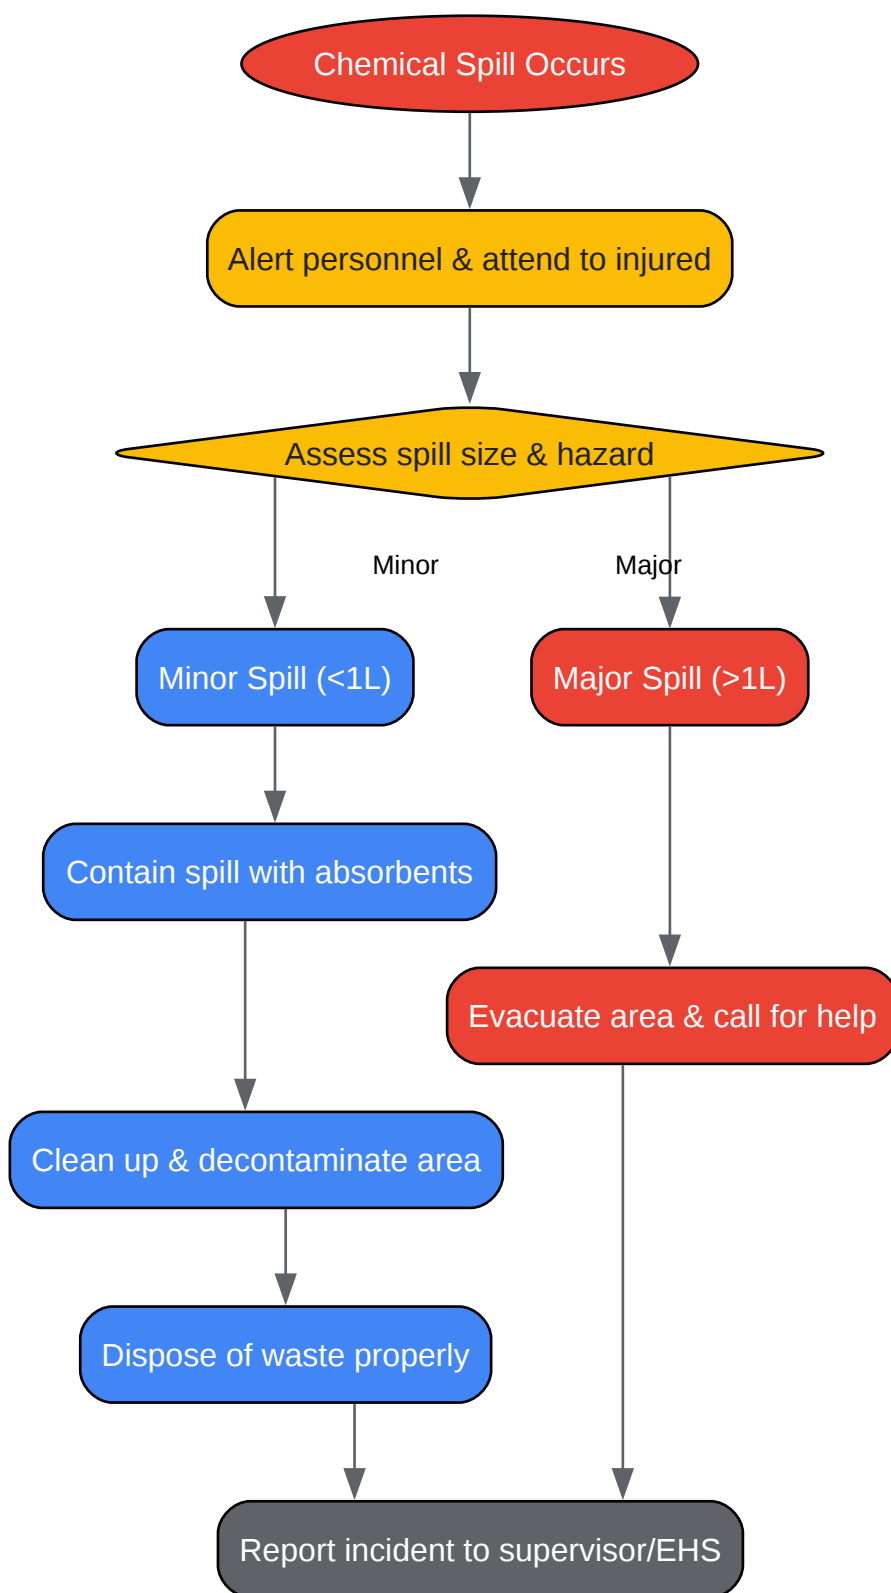 Chemical Spill Occurs
Alert personnel & attend to injured
Assess spill size & hazard
Minor
Major
Minor Spill (<1L)
Major Spill (>1L)
Contain spill with absorbents
Evacuate area & call for help
Clean up & decontaminate area
Dispose of waste properly
Report incident to supervisor/EHS